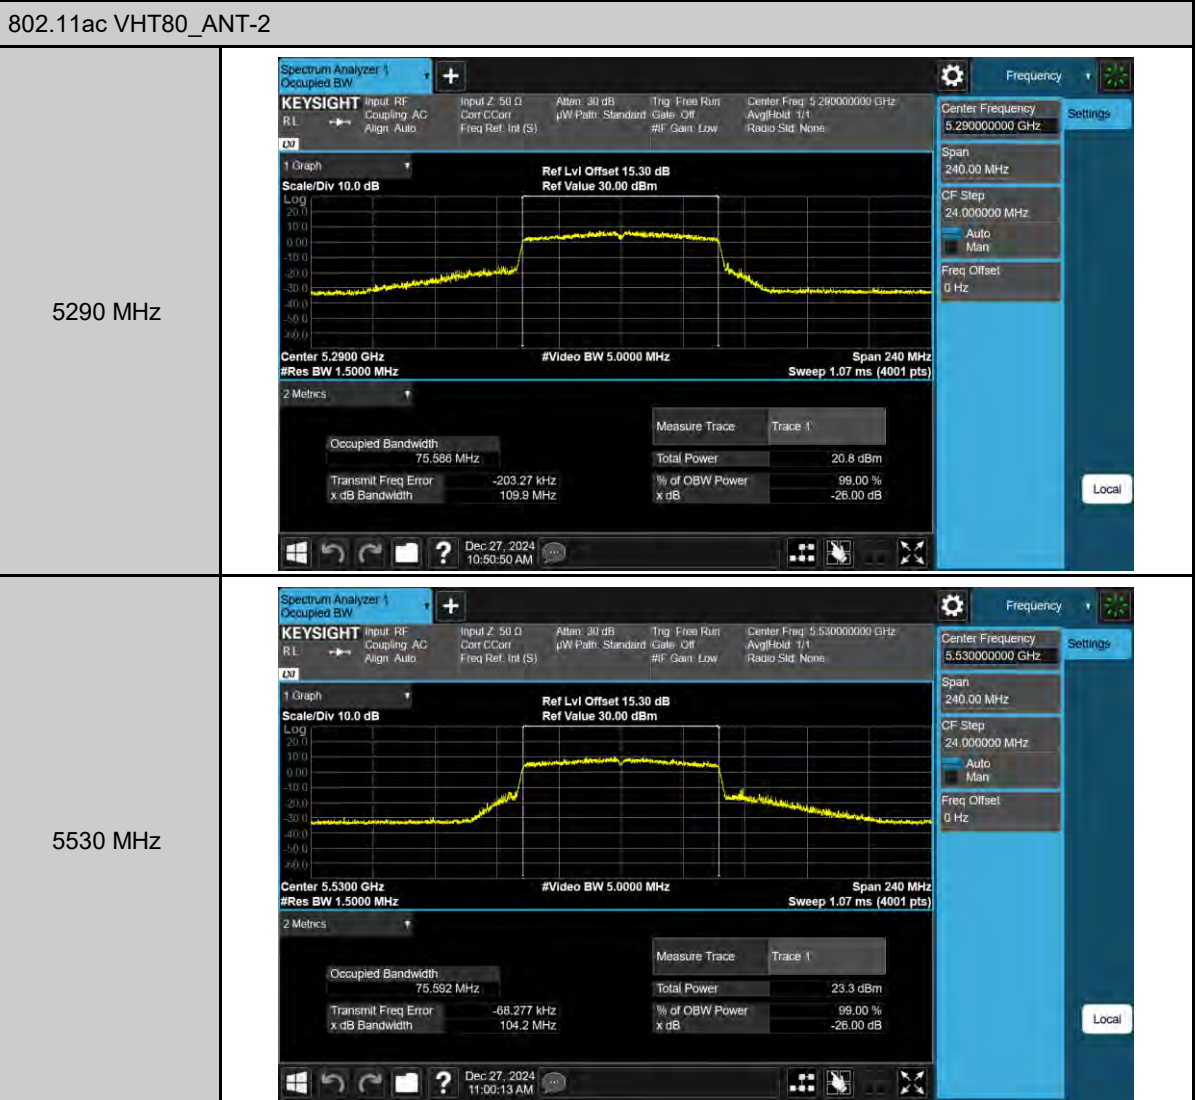 802.11ac VHT80_ANT-2
5290 MHz
Spectrum Analyzer 1
Occupied BW
Frequency
KEYSIGHT
RL
Input: RF
Coupling: AC
Align: Auto
Input Z: 50 Ω
Corr CCorr
Freq Ref: Int (S)
Atten: 30 dB
µW Path: Standard
Trig: Free Run
Gate: Off
#IF Gain: Low
Center Freq: 5.290000000 GHz
Avg|Hold: 1/1
Radio Std: None
LXI
Center Frequency
5.290000000 GHz
Settings
Span
240.00 MHz
CF Step
24.000000 MHz
Auto
Man
Freq Offset
0 Hz
1 Graph
Scale/Div 10.0 dB
Ref Lvl Offset 15.30 dB
Ref Value 30.00 dBm
Log
20.0
10.0
0.00
-10.0
-20.0
-30.0
-40.0
-50.0
-60.0
Center 5.2900 GHz
#Video BW 5.0000 MHz
Span 240 MHz
#Res BW 1.5000 MHz
Sweep 1.07 ms (4001 pts)
2 Metrics
Measure Trace
Trace 1
Occupied Bandwidth
75.586 MHz
Total Power
20.8 dBm
Transmit Freq Error
-203.27 kHz
% of OBW Power
99.00 %
x dB Bandwidth
109.9 MHz
x dB
-26.00 dB
Local
?
Dec 27, 2024
10:50:50 AM
5530 MHz
Spectrum Analyzer 1
Occupied BW
Frequency
KEYSIGHT
RL
Input: RF
Coupling: AC
Align: Auto
Input Z: 50 Ω
Corr CCorr
Freq Ref: Int (S)
Atten: 30 dB
µW Path: Standard
Trig: Free Run
Gate: Off
#IF Gain: Low
Center Freq: 5.530000000 GHz
Avg|Hold: 1/1
Radio Std: None
LXI
Center Frequency
5.530000000 GHz
Settings
Span
240.00 MHz
CF Step
24.000000 MHz
Auto
Man
Freq Offset
0 Hz
1 Graph
Scale/Div 10.0 dB
Ref Lvl Offset 15.30 dB
Ref Value 30.00 dBm
Log
20.0
10.0
0.00
-10.0
-20.0
-30.0
-40.0
-50.0
-60.0
Center 5.5300 GHz
#Video BW 5.0000 MHz
Span 240 MHz
#Res BW 1.5000 MHz
Sweep 1.07 ms (4001 pts)
2 Metrics
Measure Trace
Trace 1
Occupied Bandwidth
75.592 MHz
Total Power
23.3 dBm
Transmit Freq Error
-68.277 kHz
% of OBW Power
99.00 %
x dB Bandwidth
104.2 MHz
x dB
-26.00 dB
Local
?
Dec 27, 2024
11:00:13 AM